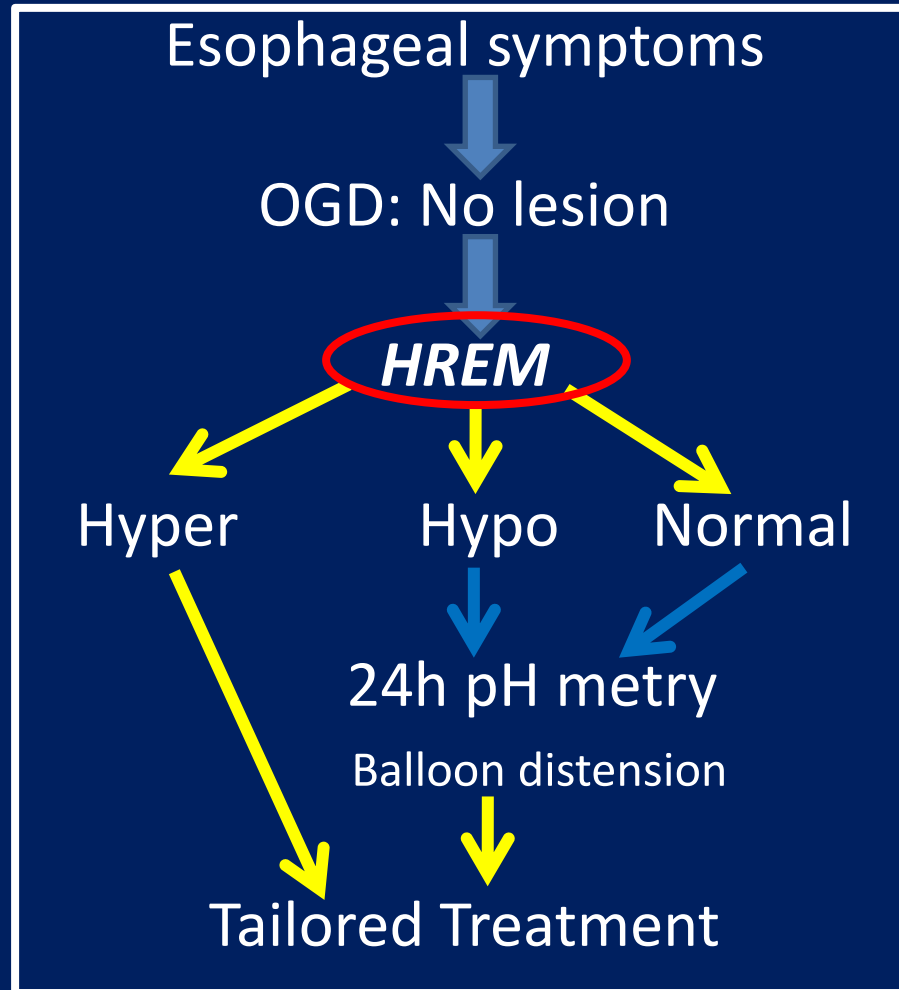 Esophageal symptoms
OGD: No lesion
HREM
Hyper Hypo Normal
24h pH metry
Balloon distension
Tailored Treatment